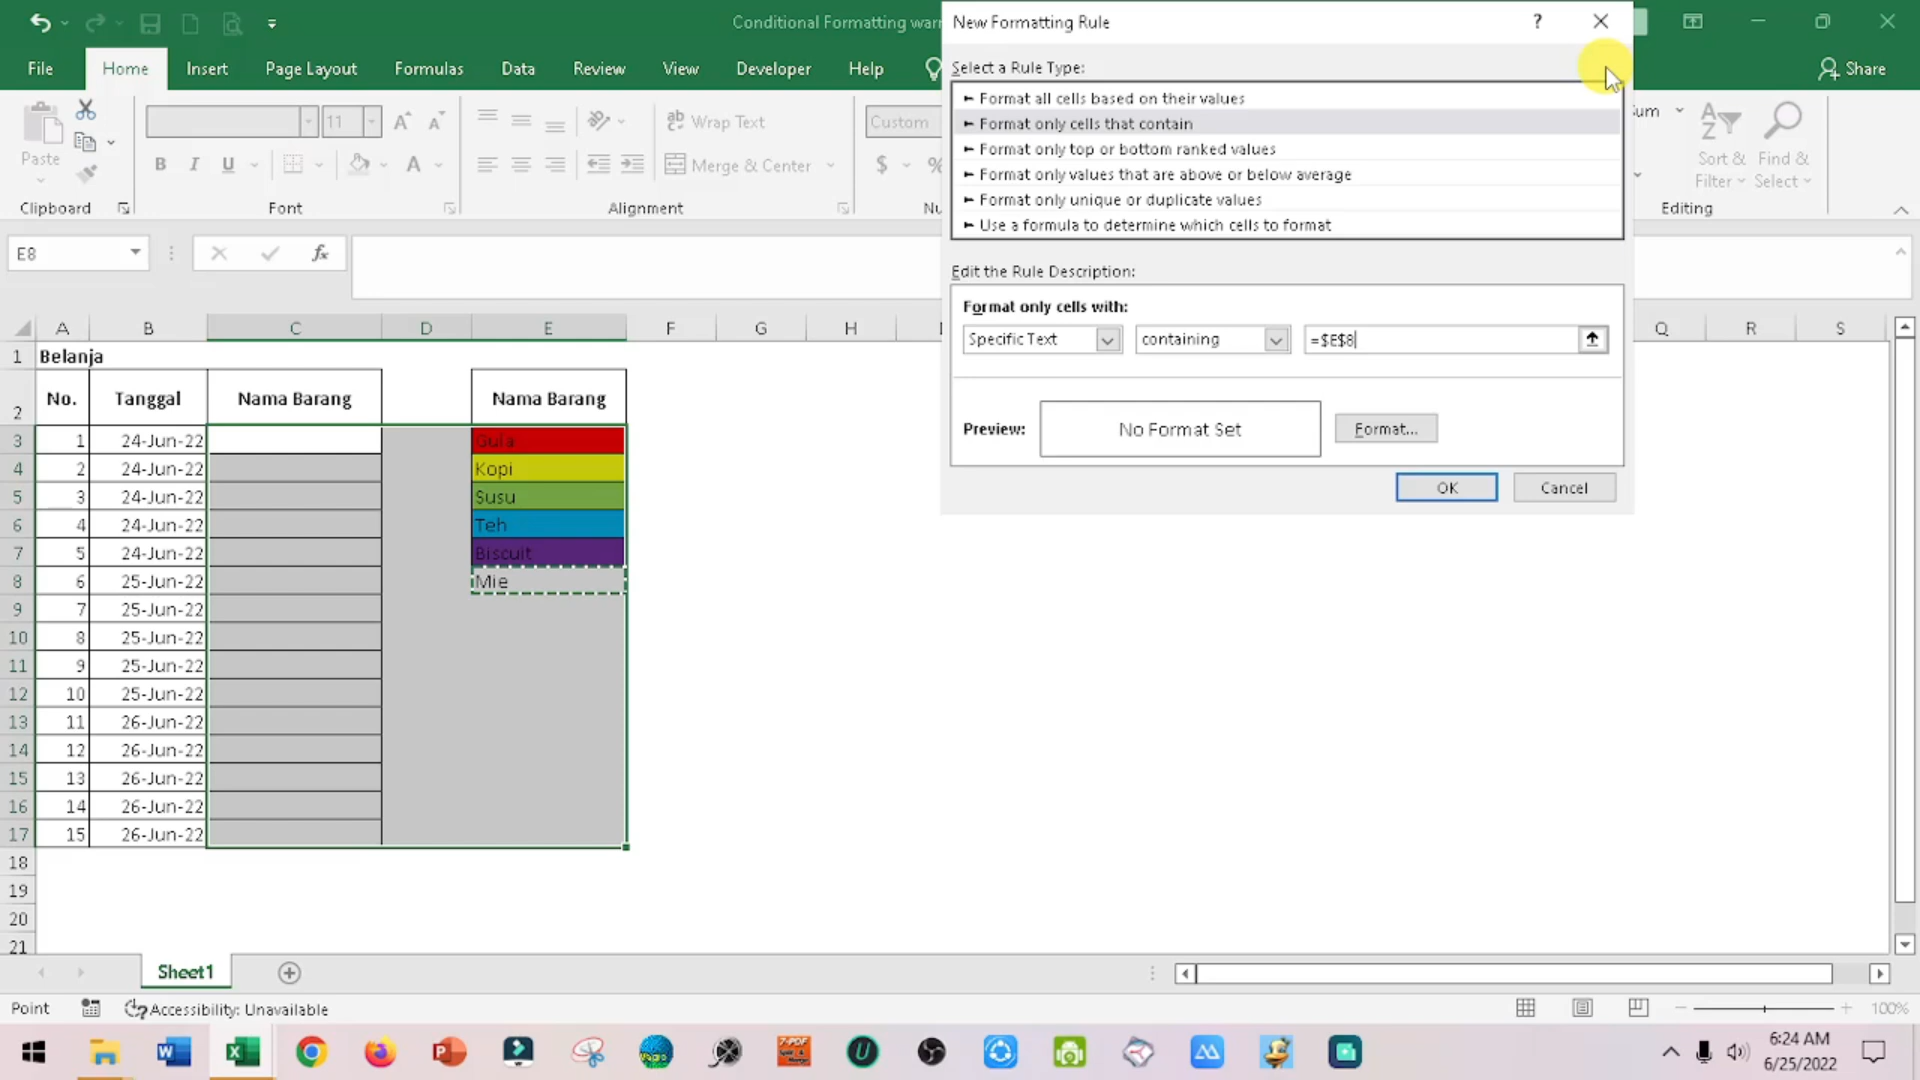 Conditional Formatting warn
New Formatting Rule
?
File
Home
Insert
Page Layout
Formulas
Data
Review
View
Developer
Help
Share
Select a Rule Type:
► Format all cells based on their values
► Format only cells that contain
► Format only top or bottom ranked values
► Format only values that are above or below average
► Format only unique or duplicate values
► Use a formula to determine which cells to format
Paste
Clipboard
11
B I U
Font
Wrap Text
Merge & Center
Alignment
Custom
$ %
Nu
um
Sort & Filter
Find & Select
Editing
E8
fx
Edit the Rule Description:
Format only cells with:
Specific Text
containing
=$E$8
Preview:
No Format Set
Format...
OK
Cancel
A B C D E F G H Q R S
1 Belanja
2 No. Tanggal Nama Barang Nama Barang
3 1 24-Jun-22 Gula
4 2 24-Jun-22 Kopi
5 3 24-Jun-22 Susu
6 4 24-Jun-22 Teh
7 5 24-Jun-22 Biscuit
8 6 25-Jun-22 Mie
9 7 25-Jun-22
10 8 25-Jun-22
11 9 25-Jun-22
12 10 25-Jun-22
13 11 26-Jun-22
14 12 26-Jun-22
15 13 26-Jun-22
16 14 26-Jun-22
17 15 26-Jun-22
18
19
20
21
Sheet1
Point
Accessibility: Unavailable
100%
6:24 AM
6/25/2022